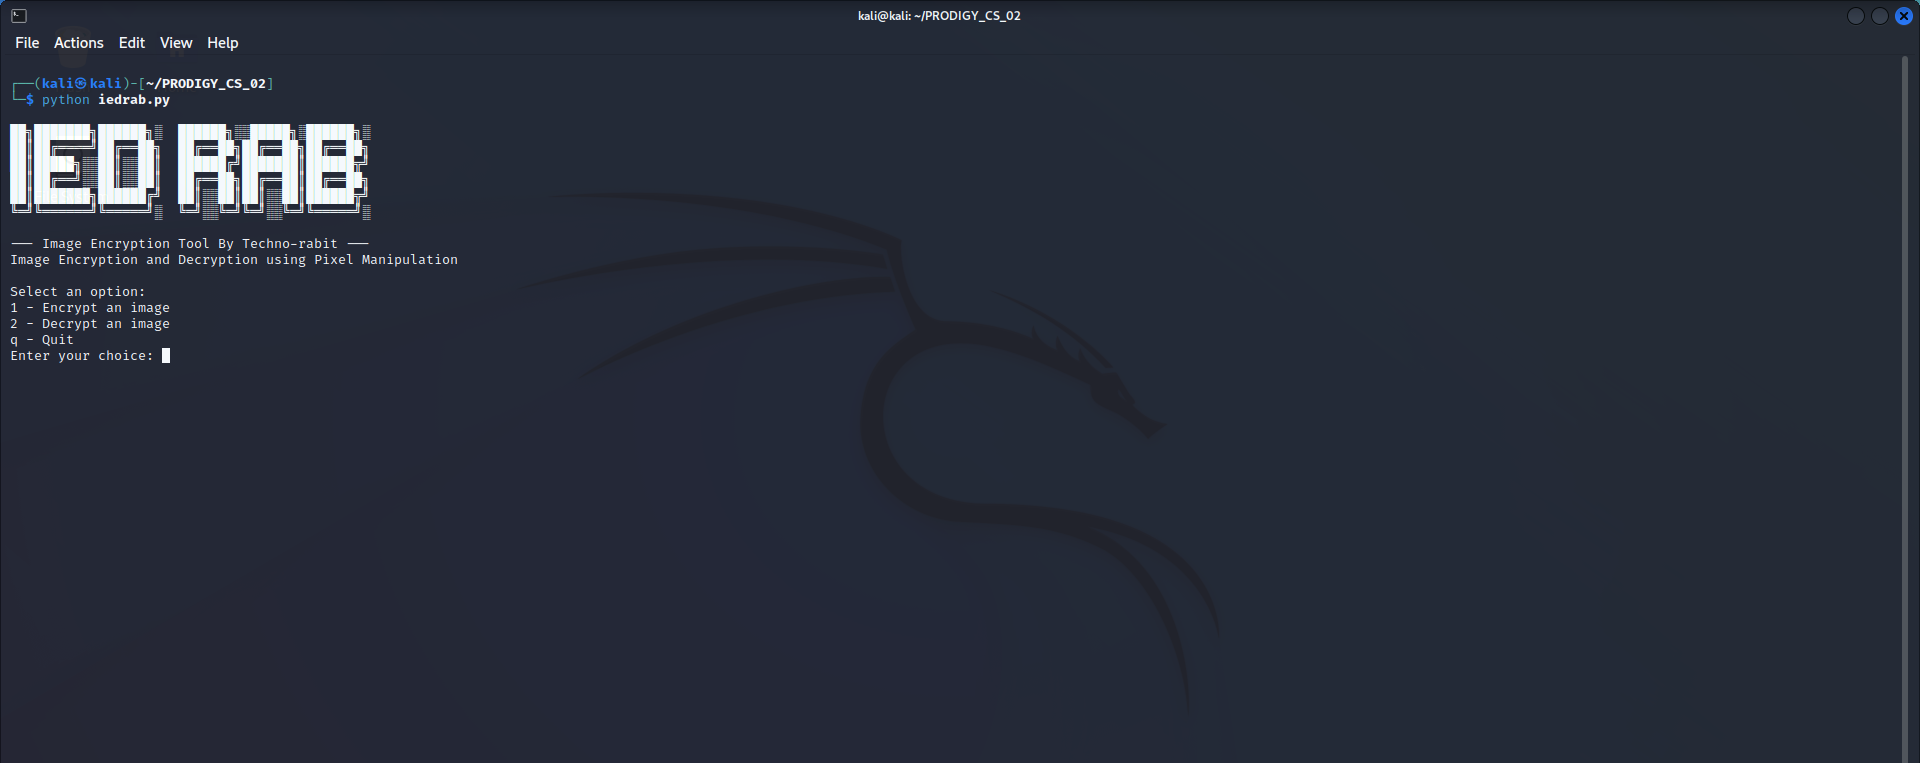 kali@kali: ~/PRODIGY_CS_02
File Actions Edit View Help
┌──(kali㉿kali)-[~/PRODIGY_CS_02]
└─$ python iedrab.py
IED RAB
--- Image Encryption Tool By Techno-rabit ---
Image Encryption and Decryption using Pixel Manipulation
Select an option:
1 - Encrypt an image
2 - Decrypt an image
q - Quit
Enter your choice: